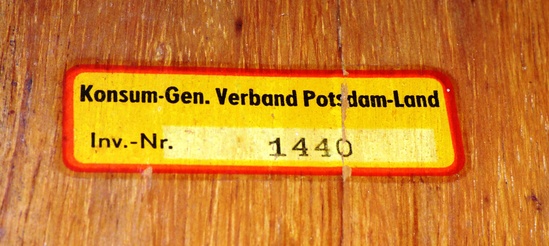 Konsum-Gen. Verband Potsdam-Land
Inv.-Nr. 1440